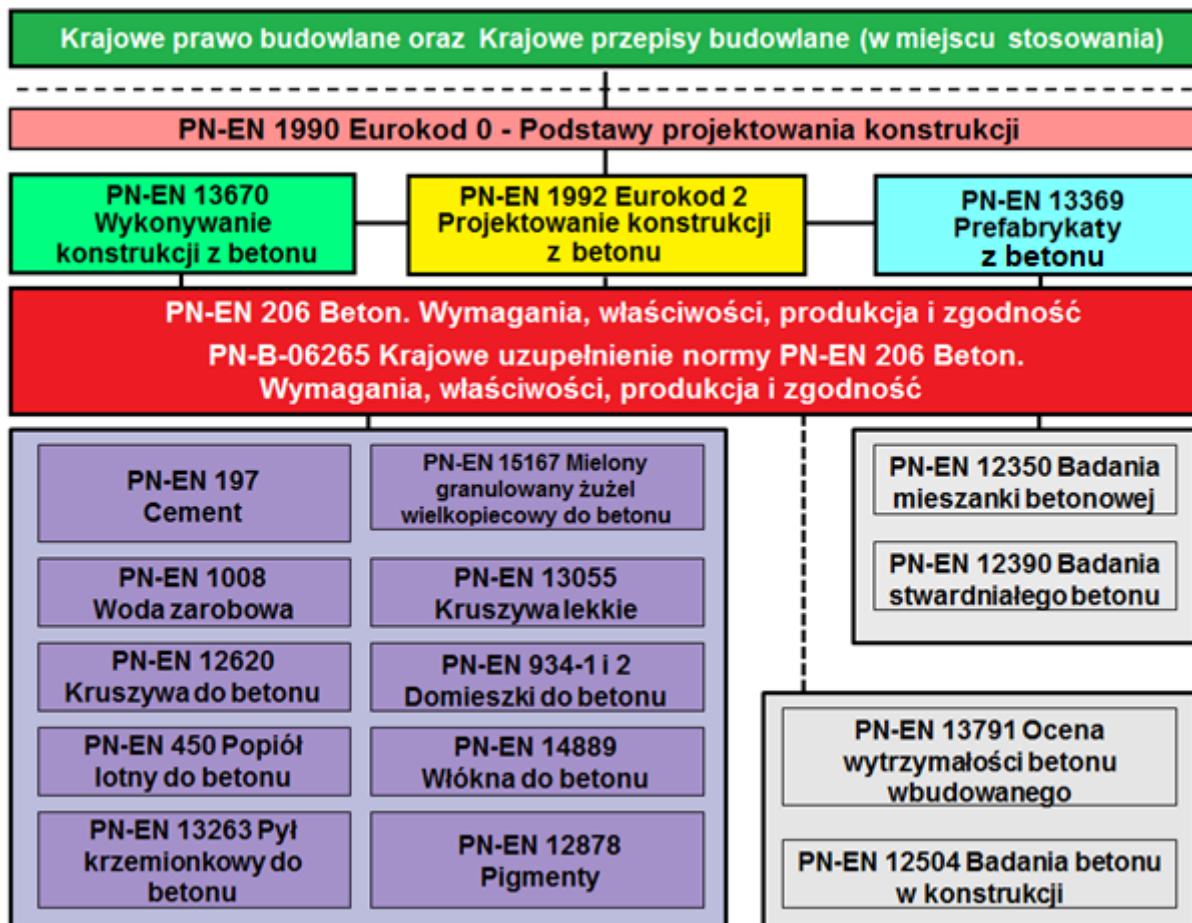 Krajowe prawo budowlane oraz Krajowe przepisy budowlane (w miejscu stosowania)
PN-EN 1990 Eurokod 0 - Podstawy projektowania konstrukcji
PN-EN 13670
Wykonywanie
konstrukcji z betonu
PN-EN 1992 Eurokod 2
Projektowanie konstrukcji
z betonu
PN-EN 13369
Prefabrykaty
z betonu
PN-EN 206 Beton. Wymagania, właściwości, produkcja i zgodność
PN-B-06265 Krajowe uzupełnienie normy PN-EN 206 Beton.
Wymagania, właściwości, produkcja i zgodność
PN-EN 197
Cement
PN-EN 15167 Mielony
granulowany żużel
wielkopiecowy do betonu
PN-EN 1008
Woda zarobowa
PN-EN 13055
Kruszywa lekkie
PN-EN 12620
Kruszywa do betonu
PN-EN 934-1 i 2
Domieszki do betonu
PN-EN 450 Popiół
lotny do betonu
PN-EN 14889
Włókna do betonu
PN-EN 13263 Pył
krzemionkowy do
betonu
PN-EN 12878
Pigmenty
PN-EN 12350 Badania
mieszanki betonowej
PN-EN 12390 Badania
stwardniałego betonu
PN-EN 13791 Ocena
wytrzymałości betonu
wbudowanego
PN-EN 12504 Badania betonu
w konstrukcji